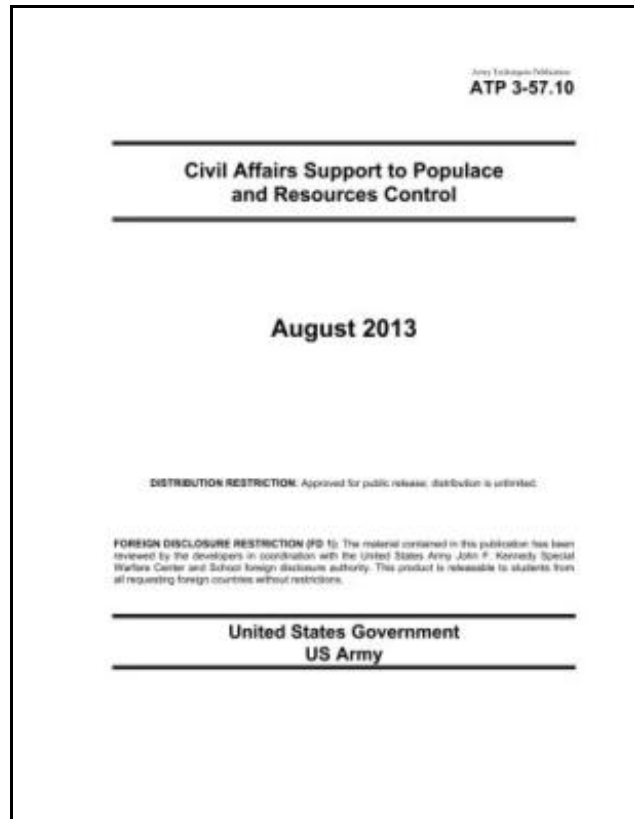 Army Techniques Publication
ATP 3-57.10
Civil Affairs Support to Populace
and Resources Control
August 2013
DISTRIBUTION RESTRICTION: Approved for public release; distribution is unlimited.
FOREIGN DISCLOSURE RESTRICTION (FD 1): The material contained in this publication has been
reviewed by the developers in coordination with the United States Army John F. Kennedy Special
Warfare Center and School foreign disclosure authority. This product is releasable to students from
all requesting foreign countries without restrictions.
United States Government
US Army